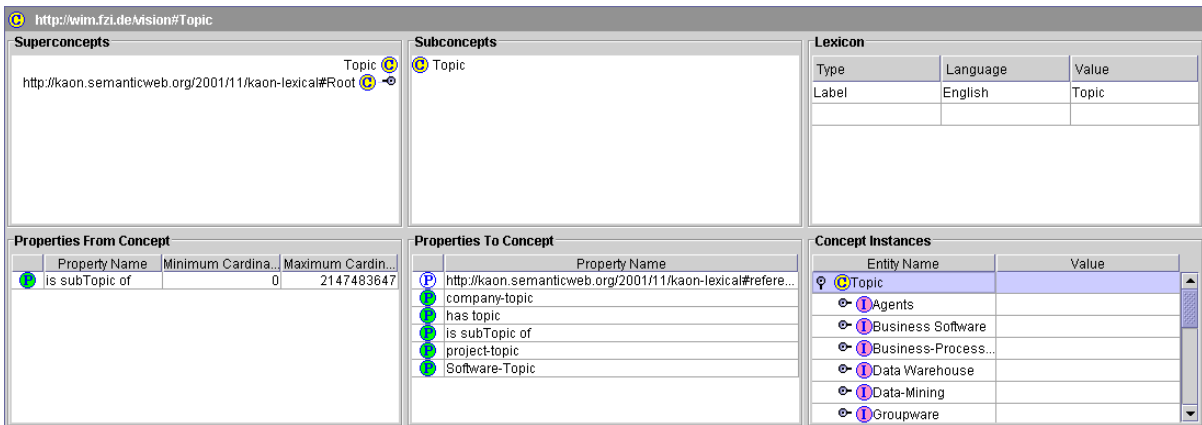 C http://wim.fzi.de/vision#Topic
Superconcepts
Topic C
http://kaon.semanticweb.org/2001/11/kaon-lexical#Root C
Subconcepts
C Topic
Lexicon
Type Language Value
Label English Topic
Properties From Concept
Property Name Minimum Cardina... Maximum Cardin...
P is subTopic of 0 2147483647
Properties To Concept
Property Name
P http://kaon.semanticweb.org/2001/11/kaon-lexical#refere...
P company-topic
P has topic
P is subTopic of
P project-topic
P Software-Topic
Concept Instances
Entity Name Value
C Topic
I Agents
I Business Software
I Business-Process...
I Data Warehouse
I Data-Mining
I Groupware